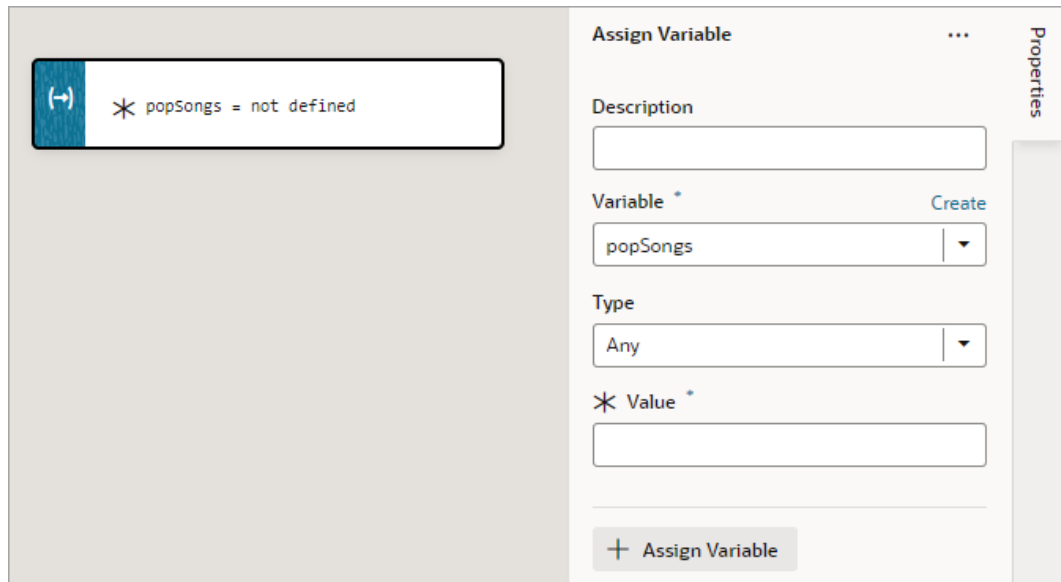 popSongs = not defined
Assign Variable
Description
Variable *
Create
popSongs
Type
Any
Value *
+ Assign Variable
Properties